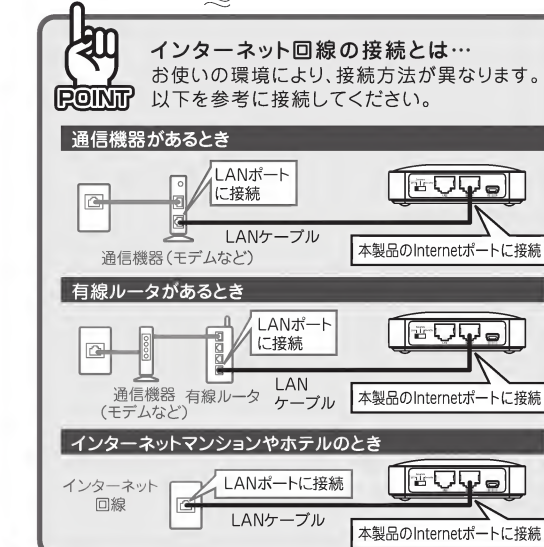 POINT
インターネット回線の接続とは…
お使いの環境により、接続方法が異なります。
以下を参考に接続してください。
通信機器があるとき
LANポート
に接続
LANケーブル
通信機器(モデムなど)
本製品のInternetポートに接続
有線ルータがあるとき
LANポート
に接続
通信機器
(モデムなど)
有線ルータ
LAN
ケーブル
本製品のInternetポートに接続
インターネットマンションやホテルのとき
インターネット
回線
LANポートに接続
LANケーブル
本製品のInternetポートに接続